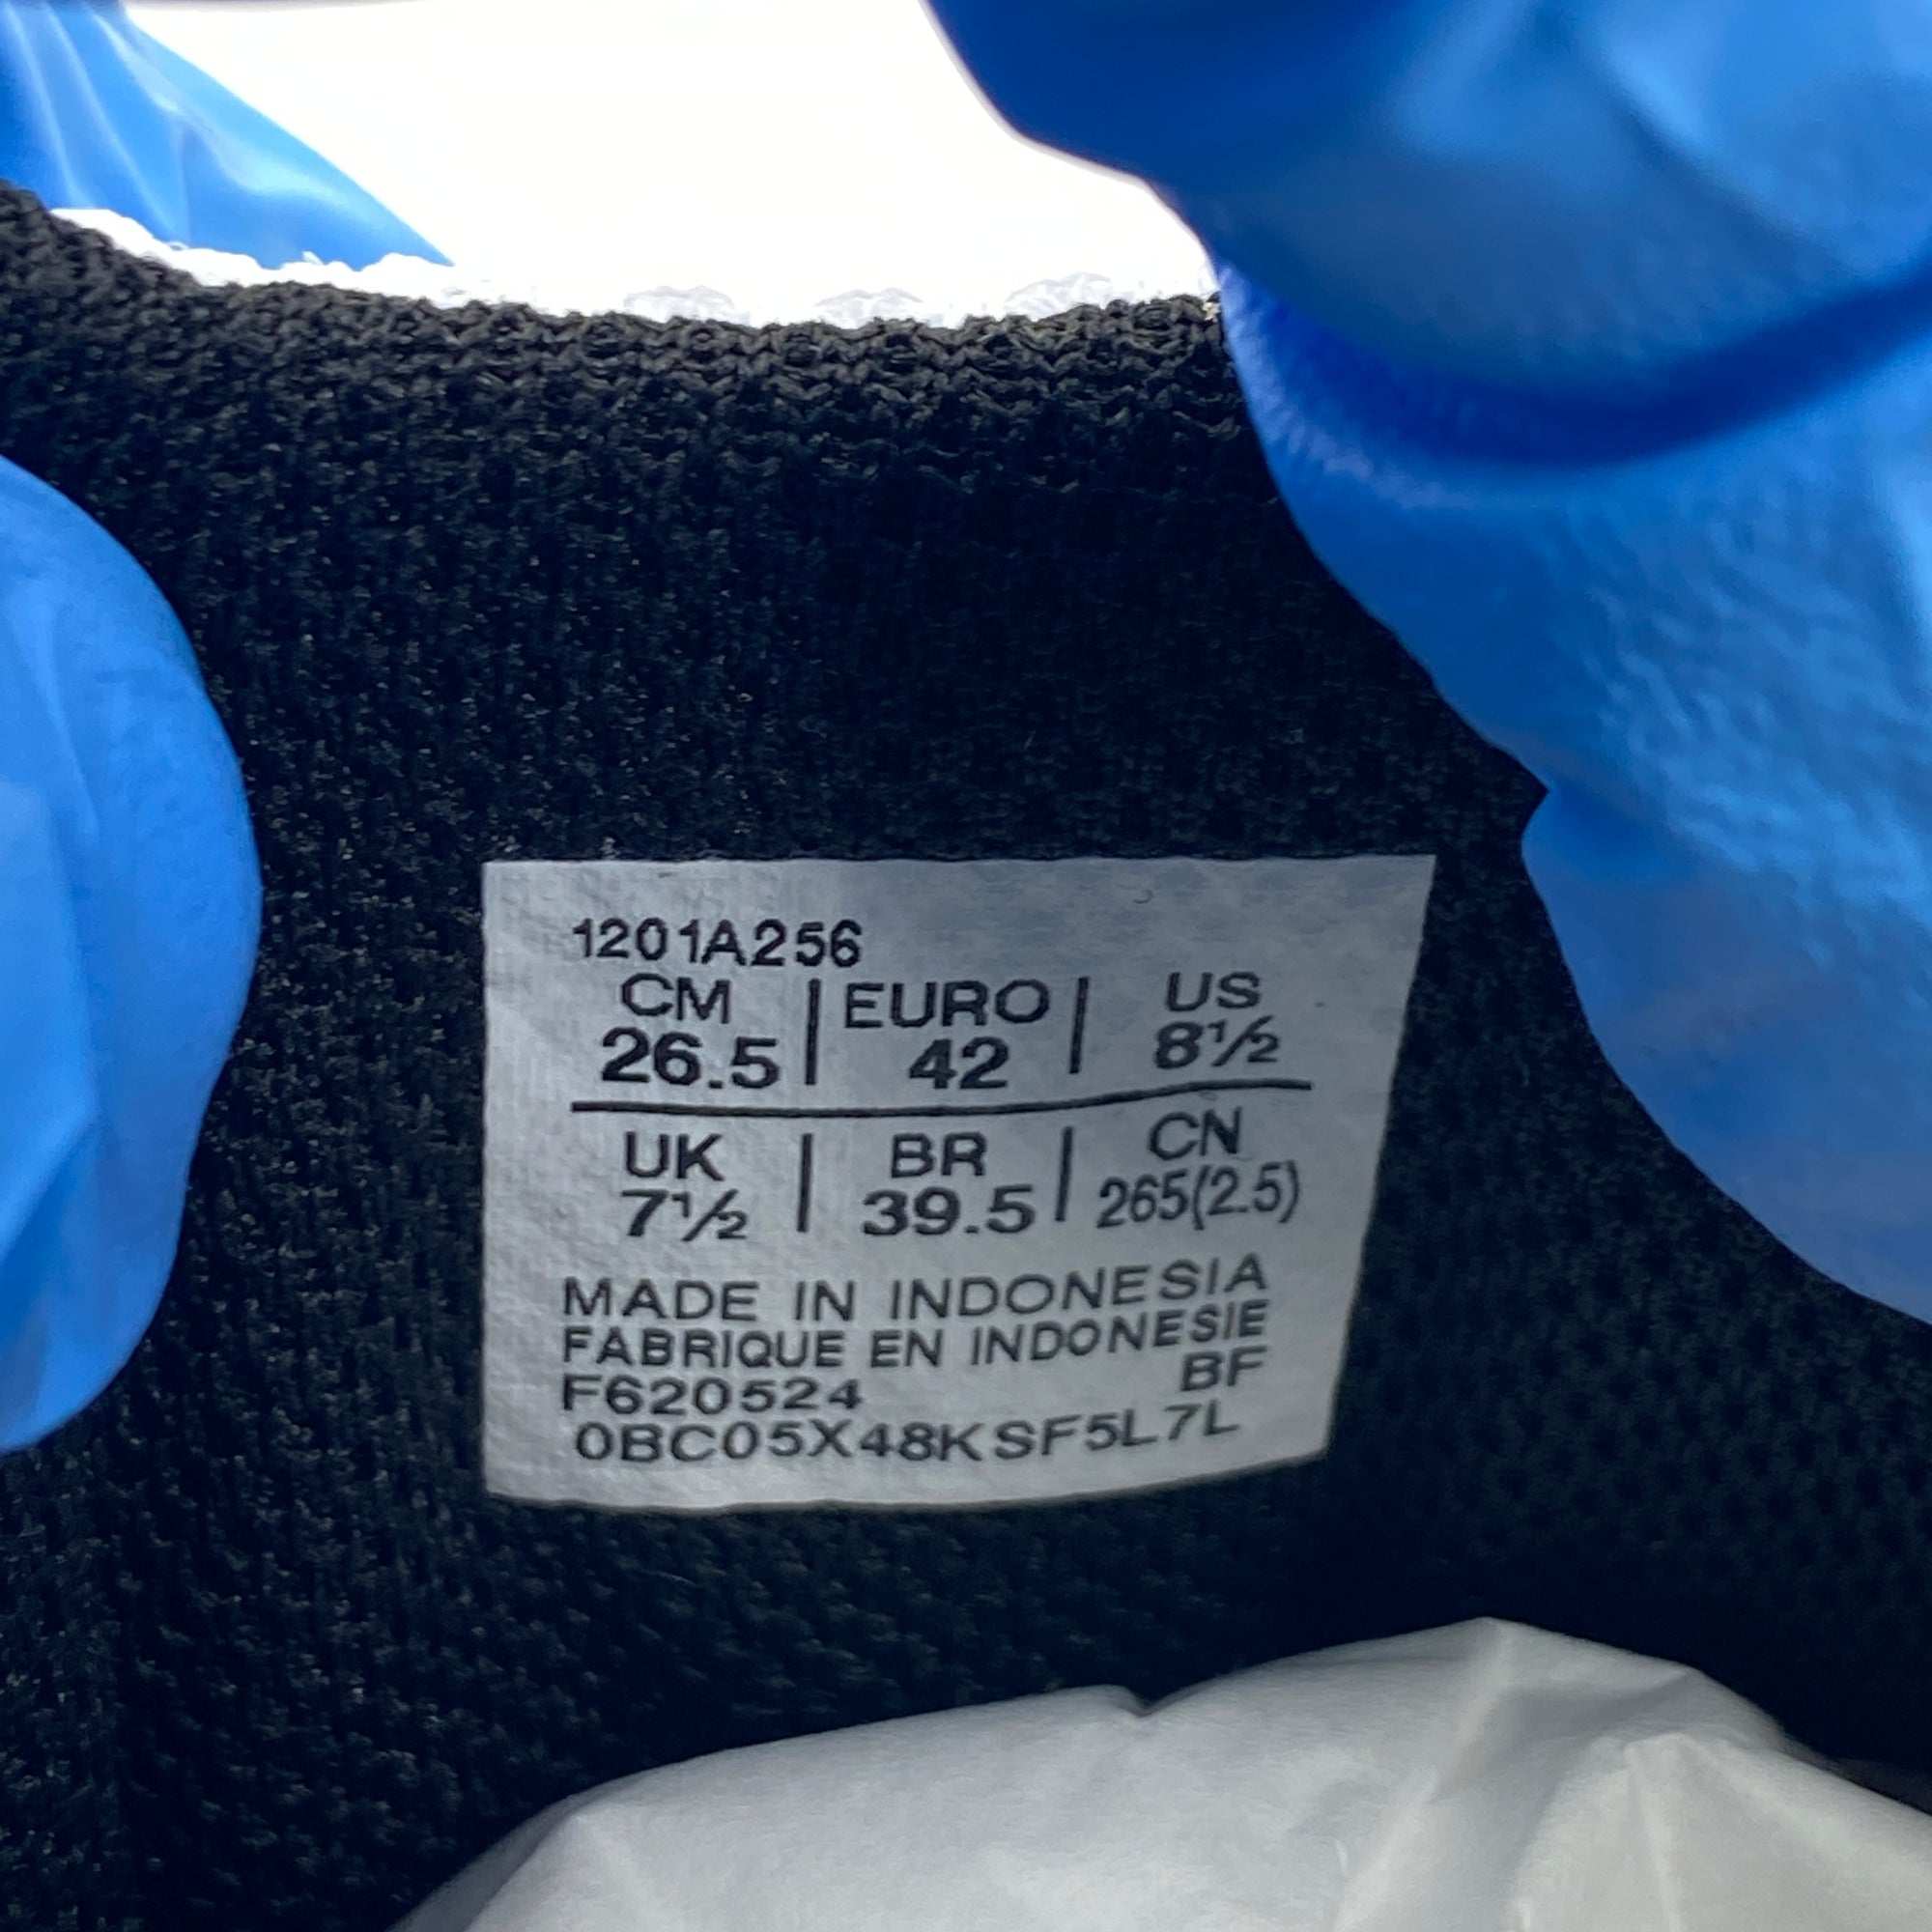 1201A256
CM | EURO | US
26.5 | 42 | 8½
UK | BR | CN
7½ | 39.5 | 265(2.5)
MADE IN INDONESIA
FABRIQUE EN INDONESIE
F620524 BF
0BC05X48KSF5L7L